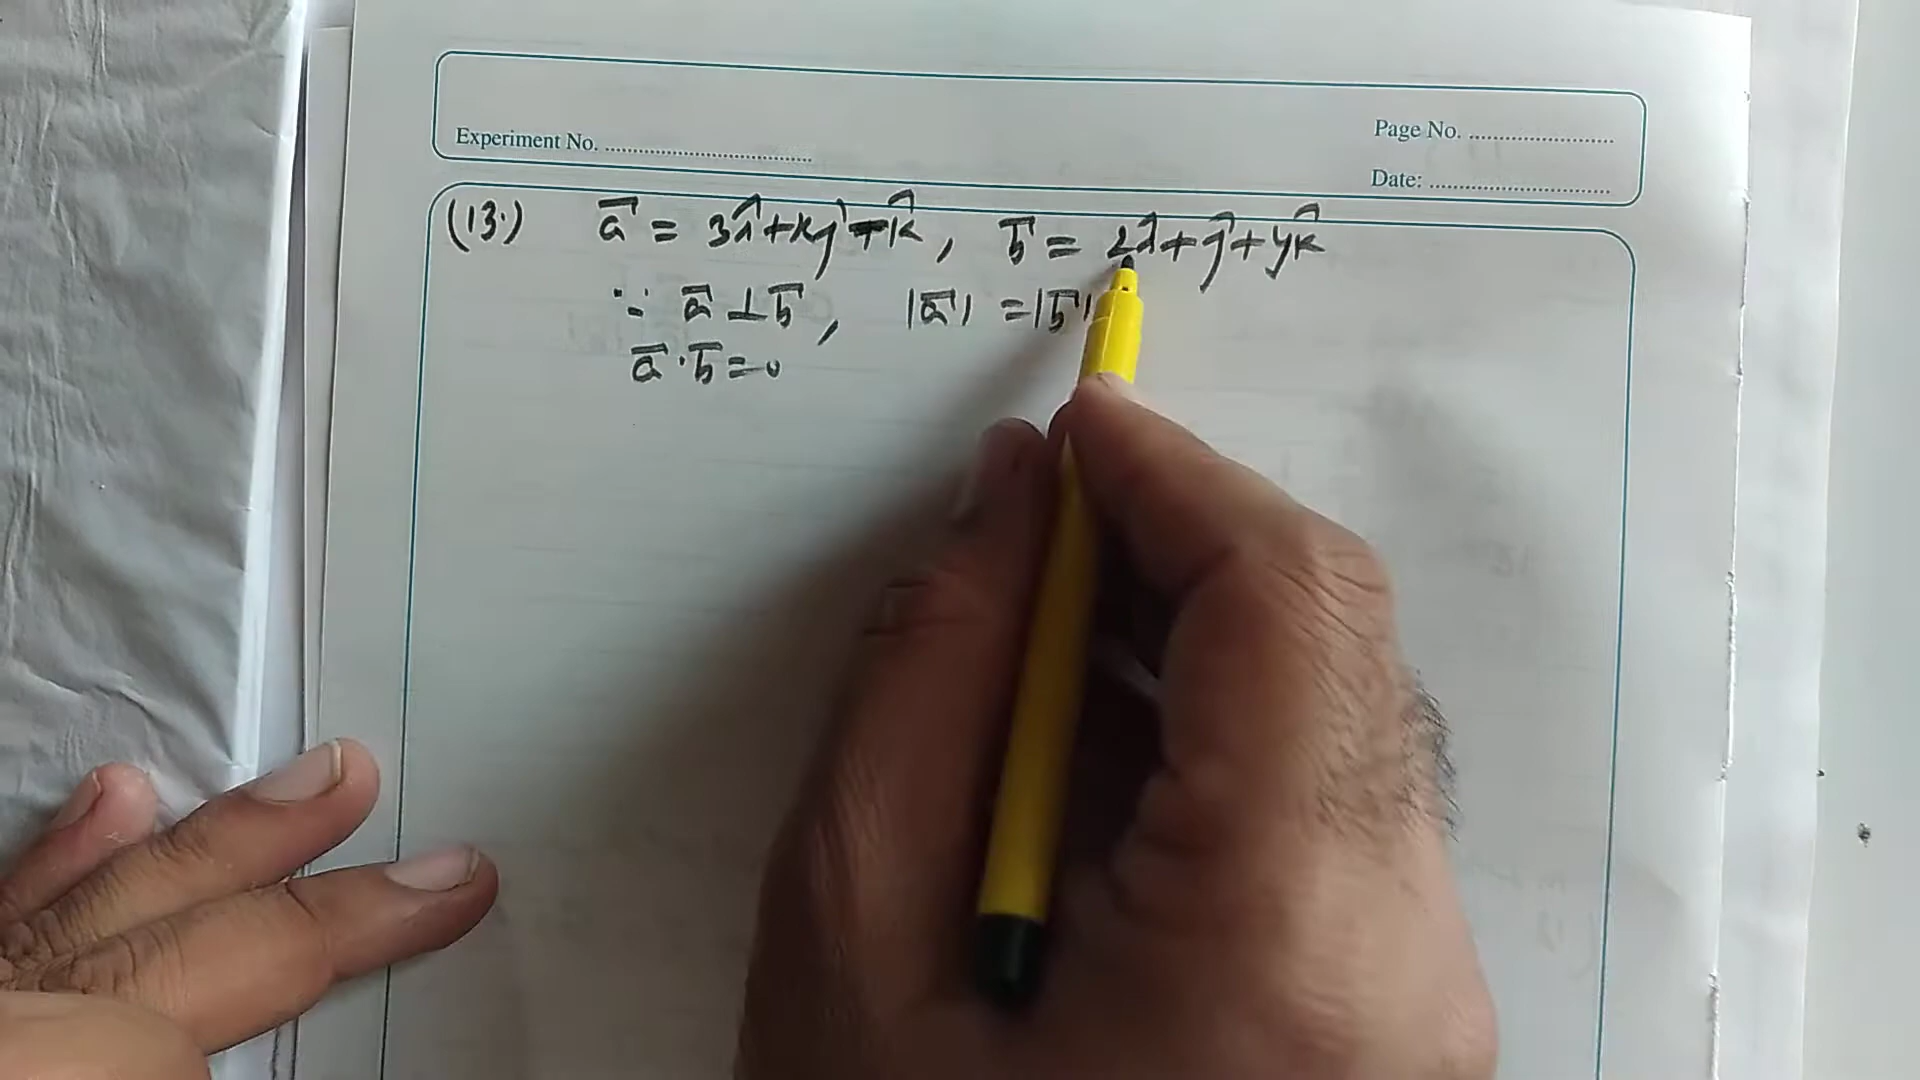 Experiment No. ........................................
Page No. ............................
Date: ...................................
(13.) a⃗ = 3î + xĵ - k̂, b⃗ = 2î + ĵ + yk̂
∵ a⃗ ⊥ b⃗, |a⃗| = |b⃗|
a⃗ · b⃗ = 0